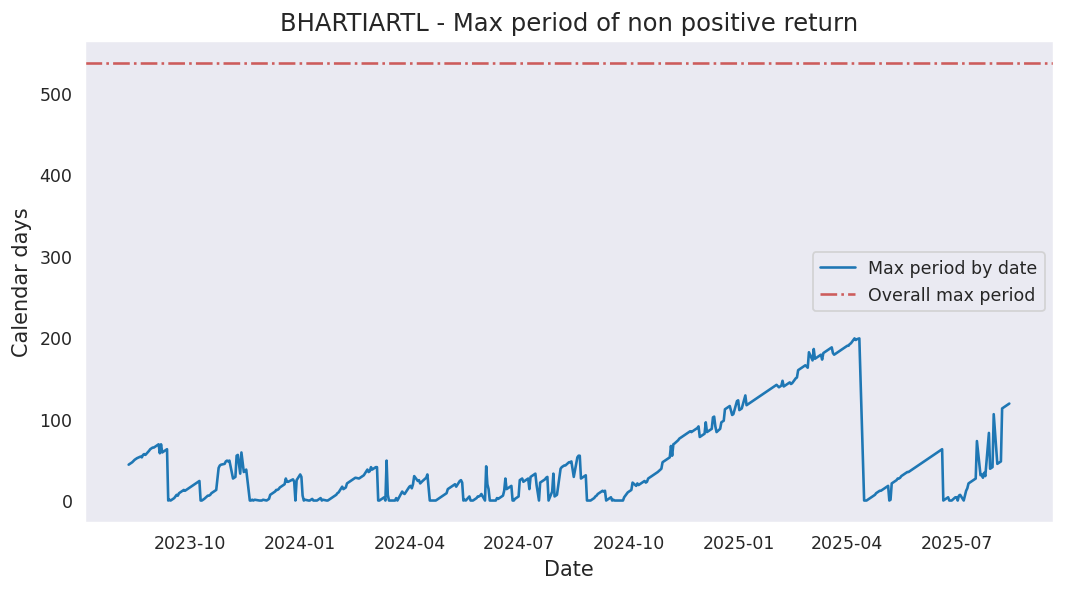 BHARTIARTL - Max period of non positive return
Calendar days
500
400
300
200
100
0
Max period by date
Overall max period
2023-10
2024-01
2024-04
2024-07
2024-10
2025-01
2025-04
2025-07
Date